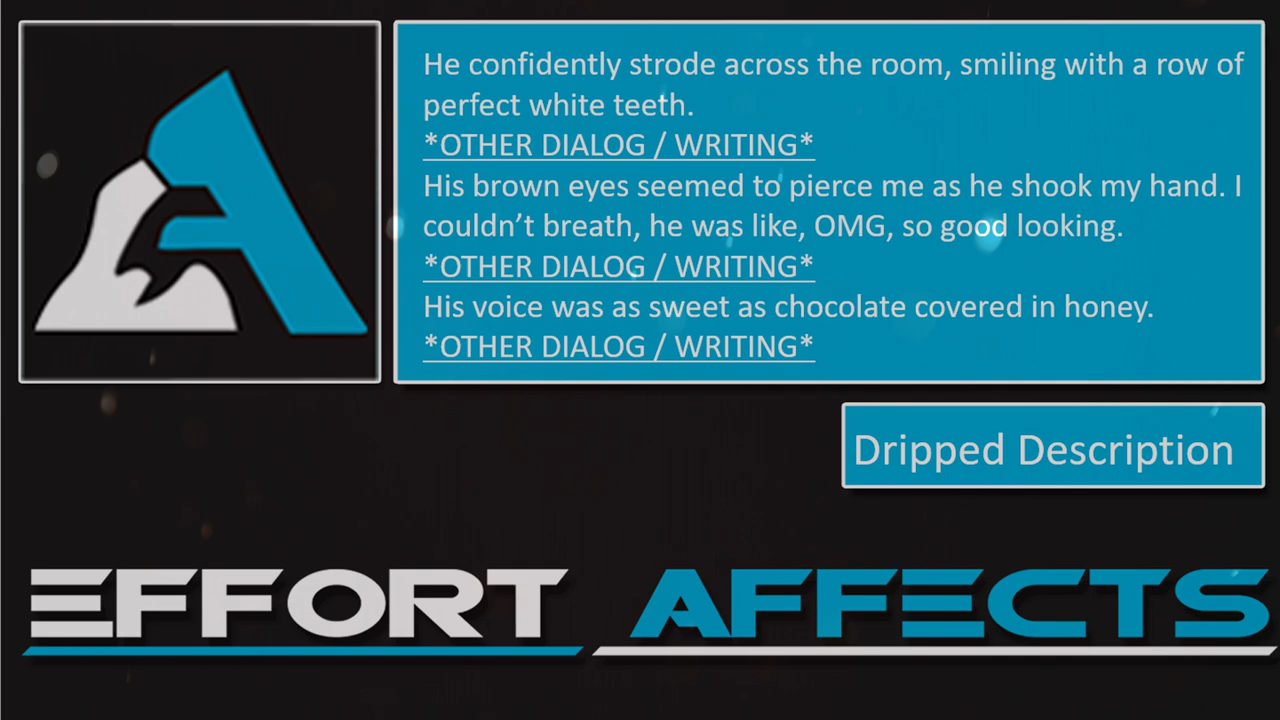 He confidently strode across the room, smiling with a row of
perfect white teeth.
*OTHER DIALOG / WRITING*
His brown eyes seemed to pierce me as he shook my hand. I
couldn’t breath, he was like, OMG, so good looking.
*OTHER DIALOG / WRITING*
His voice was as sweet as chocolate covered in honey.
*OTHER DIALOG / WRITING*
Dripped Description
EFFORT AFFECTS